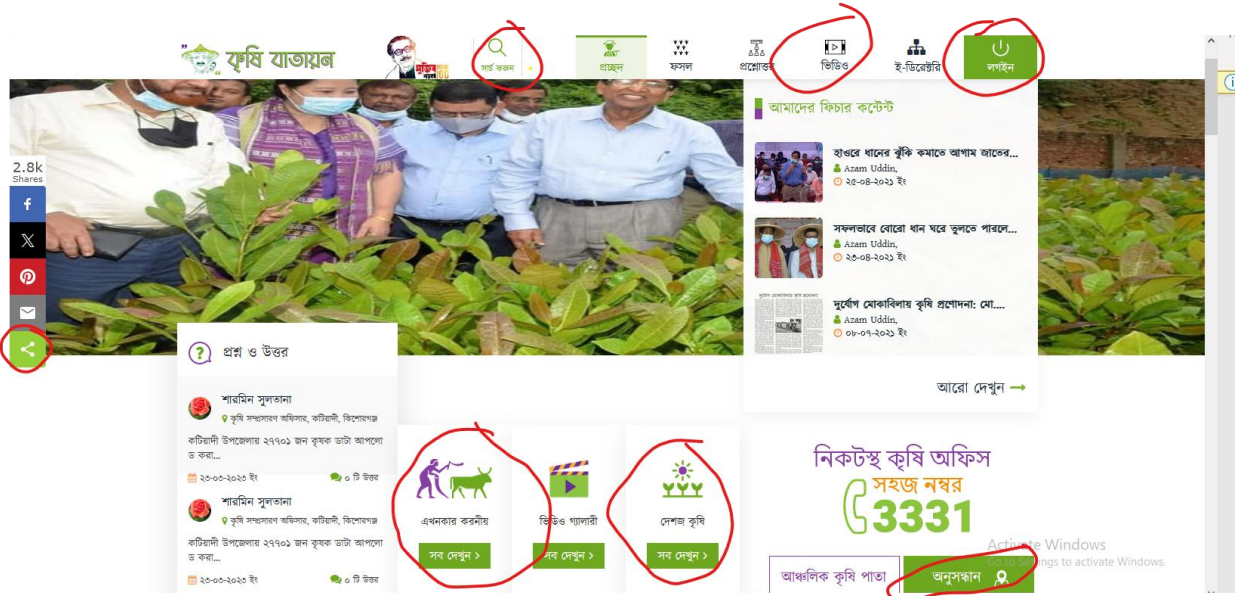 কৃষি বাতায়ন
সার্চ করুন
প্রচ্ছদ
ফসল
প্রশ্নোত্তর
ভিডিও
ই-ডিরেক্টরি
লগইন
2.8k
Shares
আমাদের ফিচার কন্টেন্ট
হাওরে ধানের ঝুঁকি কমাতে আগাম জাতের...
Azam Uddin,
২৫-০৪-২০২১ ইং
সফলভাবে বোরো ধান ঘরে তুলতে পারলে...
Azam Uddin,
২৩-০৪-২০২১ ইং
দুর্যোগ মোকাবিলায় কৃষি প্রণোদনা: মো....
Azam Uddin,
০৮-০৭-২০২১ ইং
আরো দেখুন
প্রশ্ন ও উত্তর
শারমিন সুলতানা
কৃষি সম্প্রসারণ অফিসার, কটিয়াদী, কিশোরগঞ্জ
কটিয়াদী উপজেলায় ২৭৭০১ জন কৃষক ডাটা আপলো
ড করা...
২৩-০৩-২০২৩ ইং
০ টি উত্তর
শারমিন সুলতানা
কৃষি সম্প্রসারণ অফিসার, কটিয়াদী, কিশোরগঞ্জ
কটিয়াদী উপজেলায় ২৭৭০১ জন কৃষক ডাটা আপলো
ড করা...
২৩-০৩-২০২৩ ইং
০ টি উত্তর
এখনকার করনীয়
সব দেখুন >
ভিডিও গ্যালারী
সব দেখুন >
দেশজ কৃষি
সব দেখুন >
নিকটস্থ কৃষি অফিস
সহজ নম্বর
3331
আঞ্চলিক কৃষি পাতা
অনুসন্ধান
Activate Windows
Go to Settings to activate Windows.